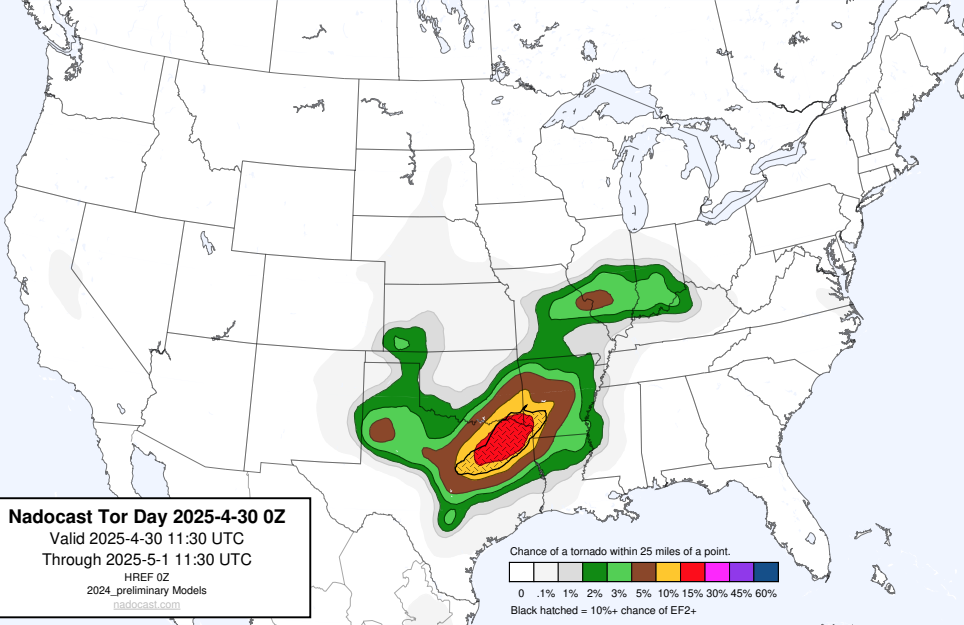 Nadocast Tor Day 2025-4-30 0Z
Valid 2025-4-30 11:30 UTC
Through 2025-5-1 11:30 UTC
HREF 0Z
2024_preliminary Models
nadocast.com
Chance of a tornado within 25 miles of a point.
0 .1% 1% 2% 3% 5% 10% 15% 30% 45% 60%
Black hatched = 10%+ chance of EF2+